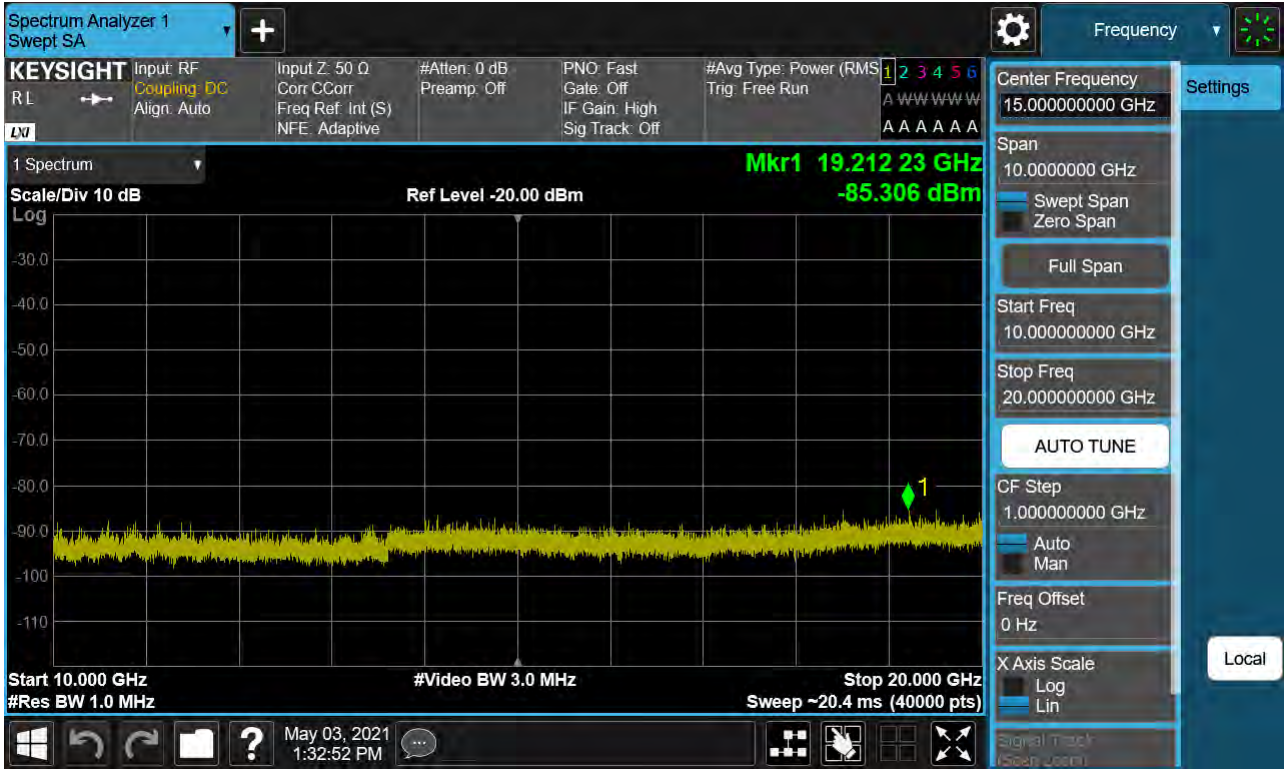 Spectrum Analyzer 1
Swept SA
Frequency
KEYSIGHT
RL
LXI
Input: RF
Coupling: DC
Align: Auto
Input Z: 50 Ω
Corr CCorr
Freq Ref: Int (S)
NFE: Adaptive
#Atten: 0 dB
Preamp: Off
PNO: Fast
Gate: Off
IF Gain: High
Sig Track: Off
#Avg Type: Power (RMS
Trig: Free Run
1 2 3 4 5 6
A W W W W W
A A A A A A
1 Spectrum
Scale/Div 10 dB
Log
Ref Level -20.00 dBm
Mkr1 19.212 23 GHz
-85.306 dBm
-30.0
-40.0
-50.0
-60.0
-70.0
-80.0
-90.0
-100
-110
1
Start 10.000 GHz
#Res BW 1.0 MHz
#Video BW 3.0 MHz
Stop 20.000 GHz
Sweep ~20.4 ms (40000 pts)
Center Frequency
15.000000000 GHz
Span
10.0000000 GHz
Swept Span
Zero Span
Full Span
Start Freq
10.000000000 GHz
Stop Freq
20.000000000 GHz
AUTO TUNE
CF Step
1.000000000 GHz
Auto
Man
Freq Offset
0 Hz
X Axis Scale
Log
Lin
Signal Track
(Span Zoom)
Settings
Local
?
May 03, 2021
1:32:52 PM